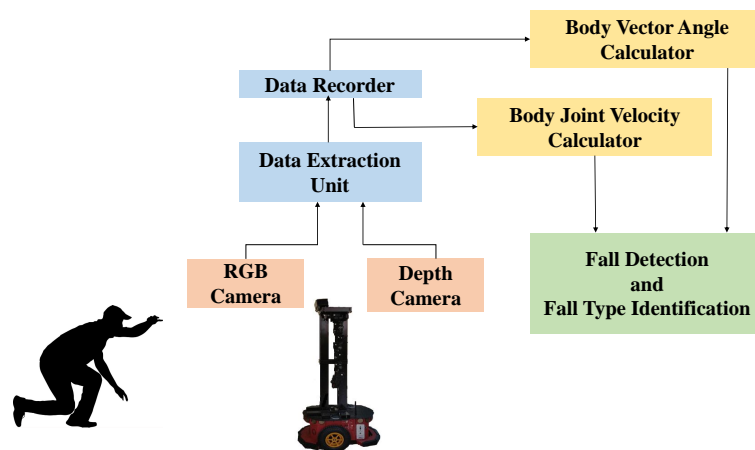 Body Vector Angle
Calculator
Data Recorder
Body Joint Velocity
Calculator
Data Extraction
Unit
RGB
Camera
Depth
Camera
Fall Detection
and
Fall Type Identification